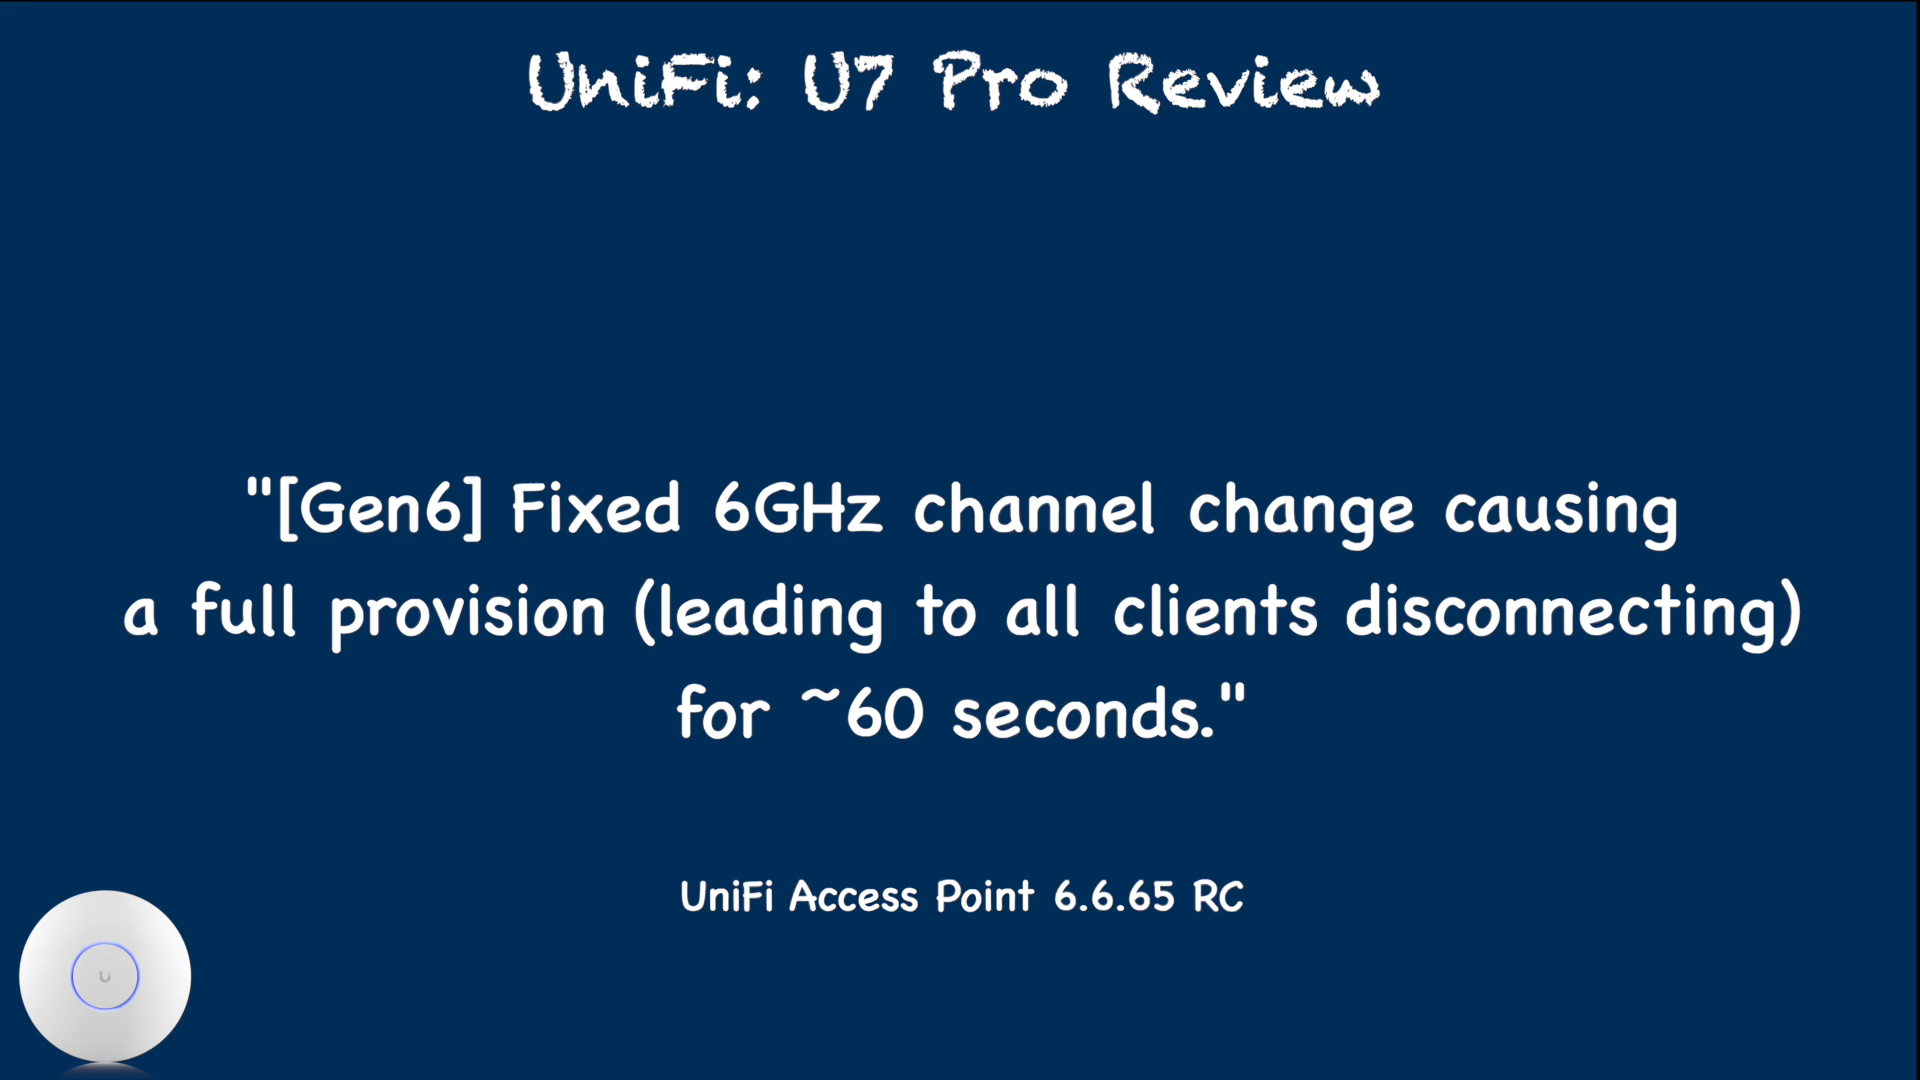 UniFi: U7 Pro Review
"[Gen6] Fixed 6GHz channel change causing
a full provision (leading to all clients disconnecting)
for ~60 seconds."
UniFi Access Point 6.6.65 RC